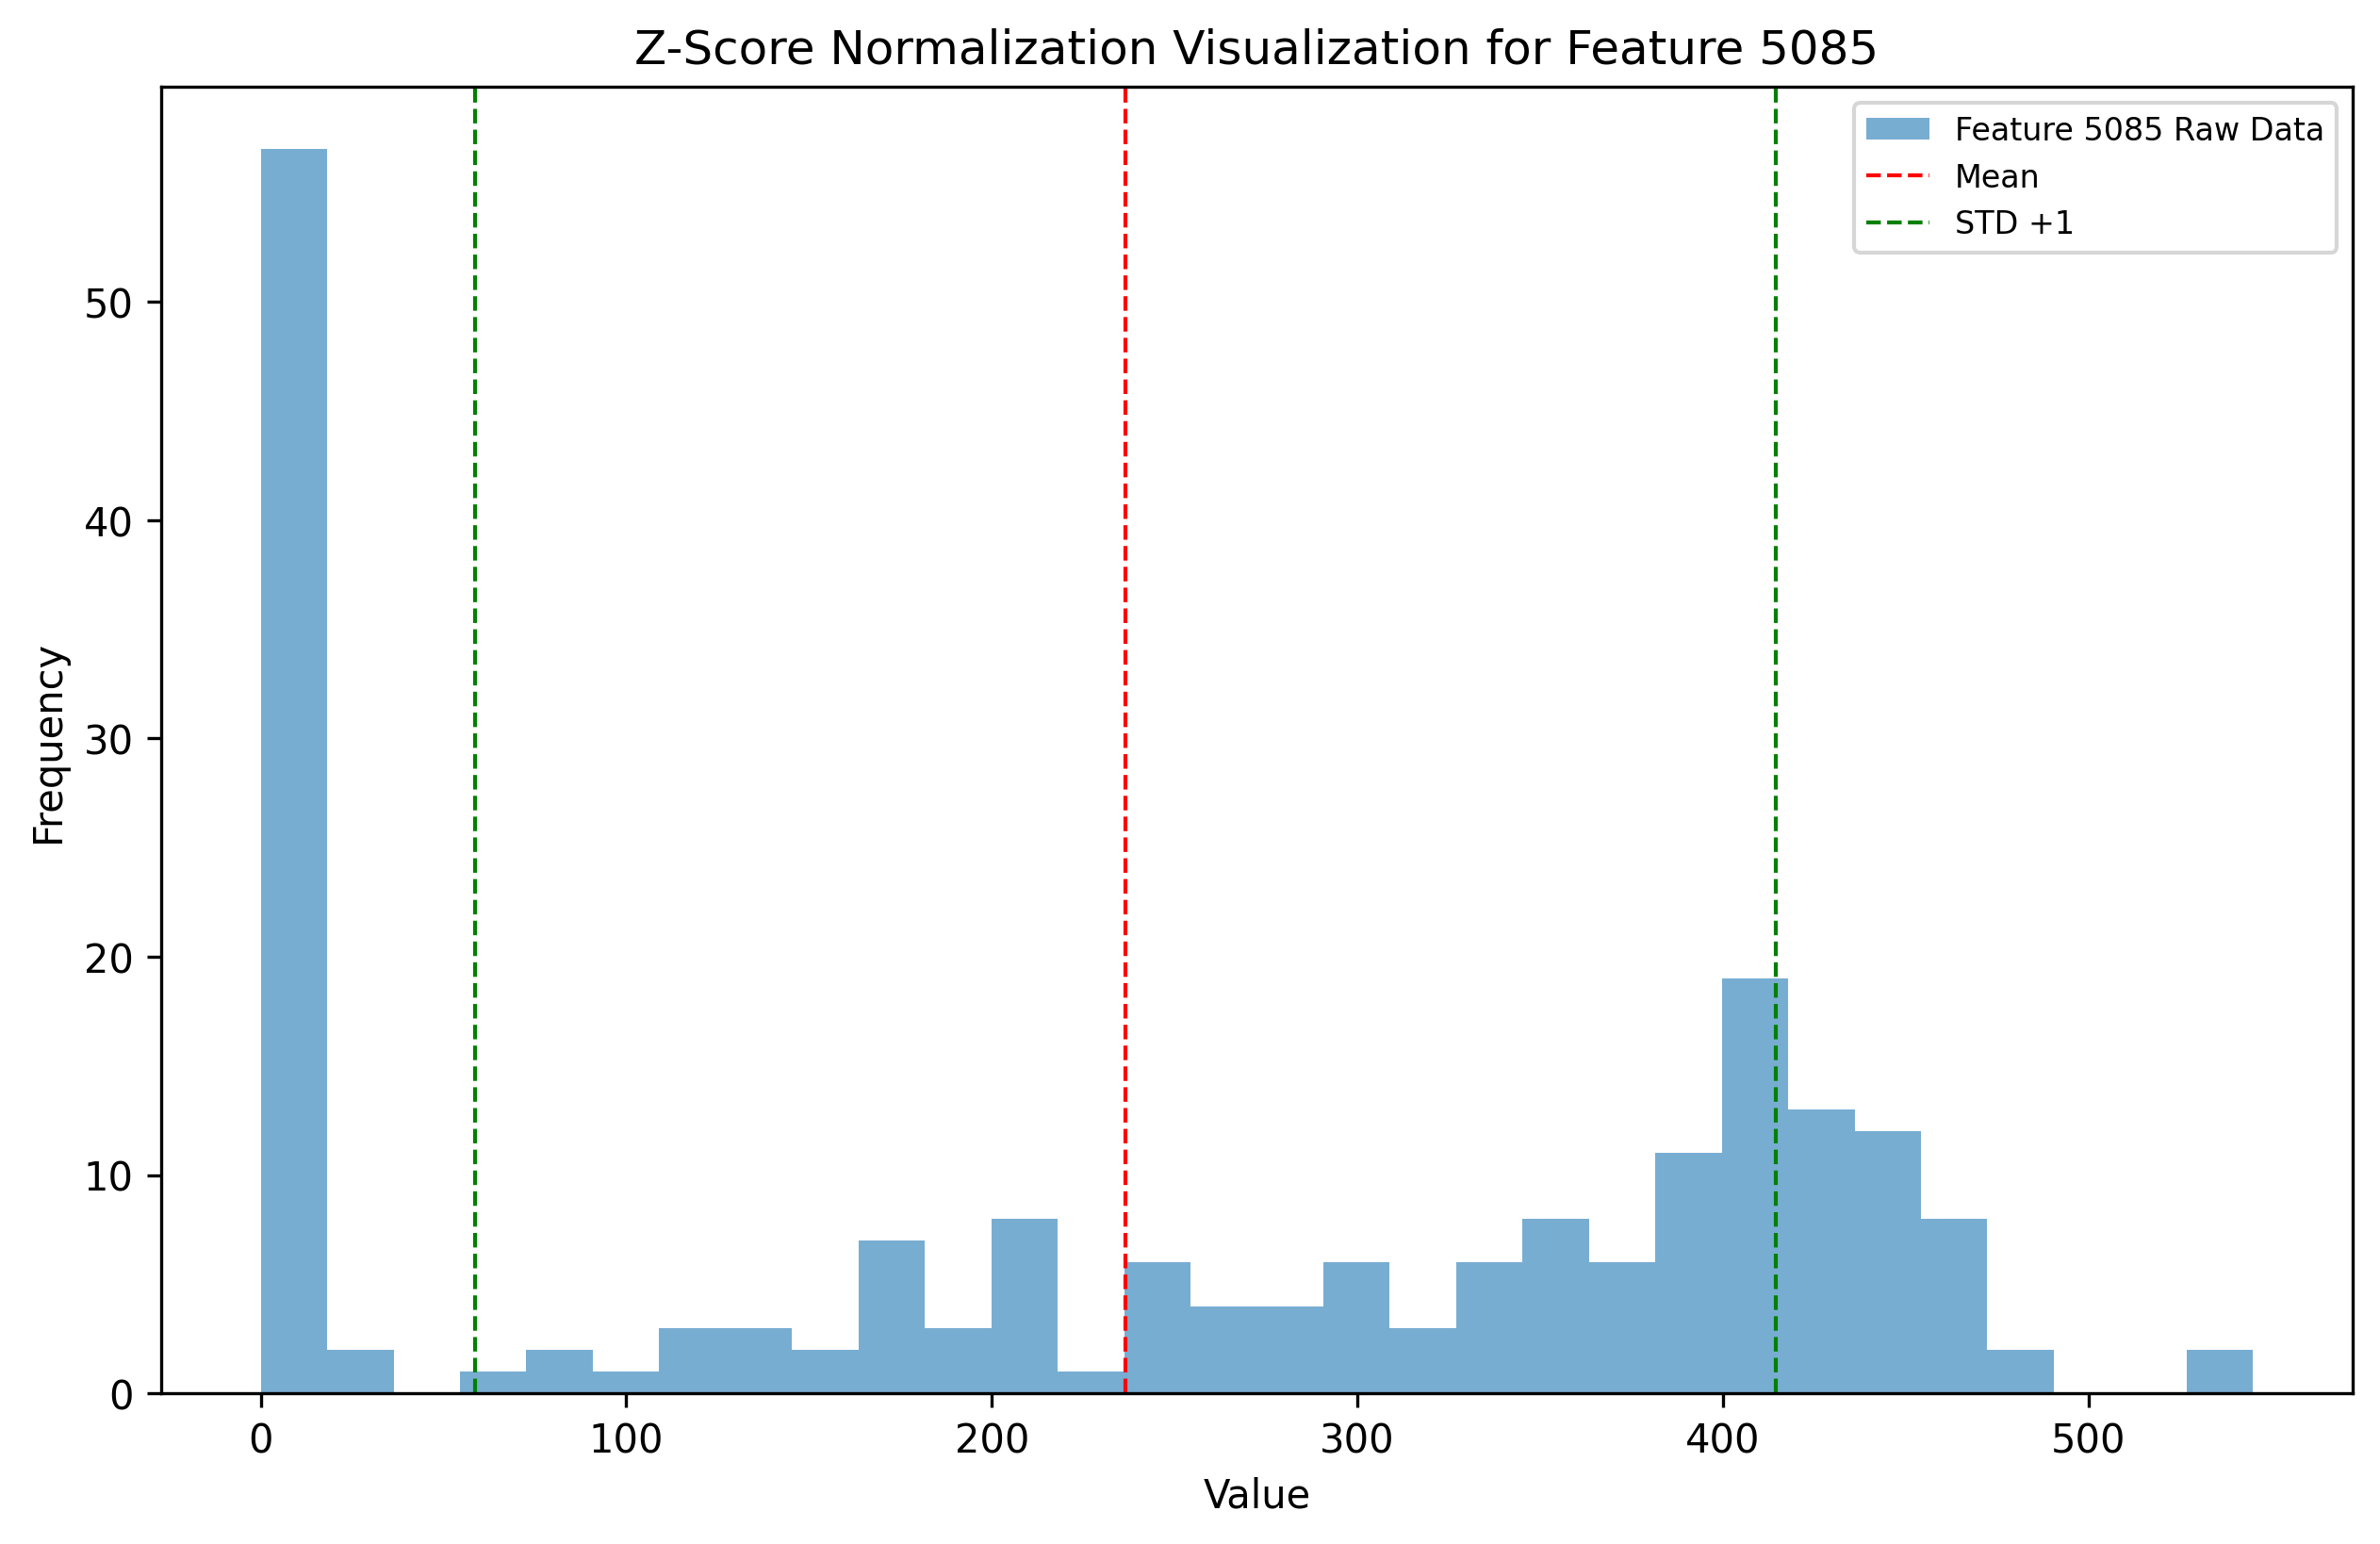 Z-Score Normalization Visualization for Feature 5085
Feature 5085 Raw Data
Mean
STD +1
50
40
30
20
10
0
Frequency
0 100 200 300 400 500
Value